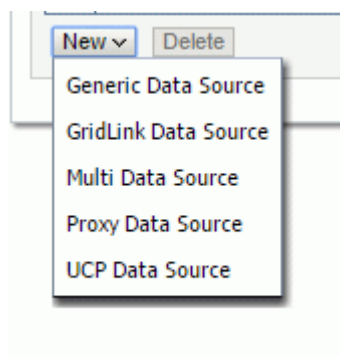 New Delete
Generic Data Source
GridLink Data Source
Multi Data Source
Proxy Data Source
UCP Data Source